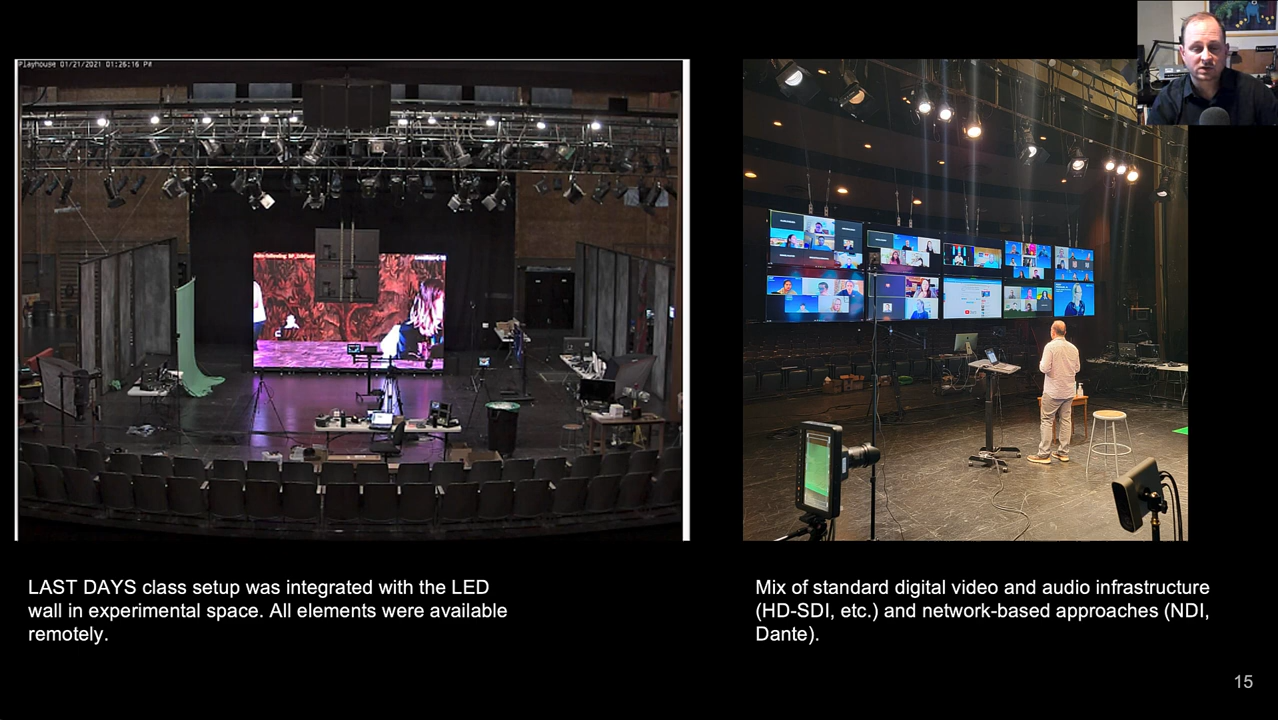 Playhouse 01/21/2021 01:26:16 PM
LAST DAYS class setup was integrated with the LED
wall in experimental space. All elements were available
remotely.
Mix of standard digital video and audio infrastructure
(HD-SDI, etc.) and network-based approaches (NDI,
Dante).
15